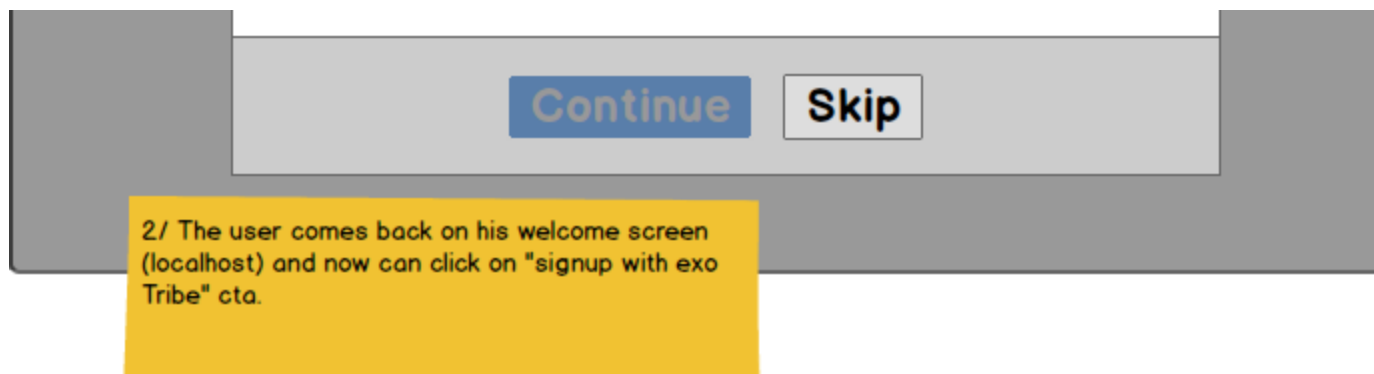 Continue Skip
2/ The user comes back on his welcome screen
(localhost) and now can click on "signup with exo
Tribe" cta.